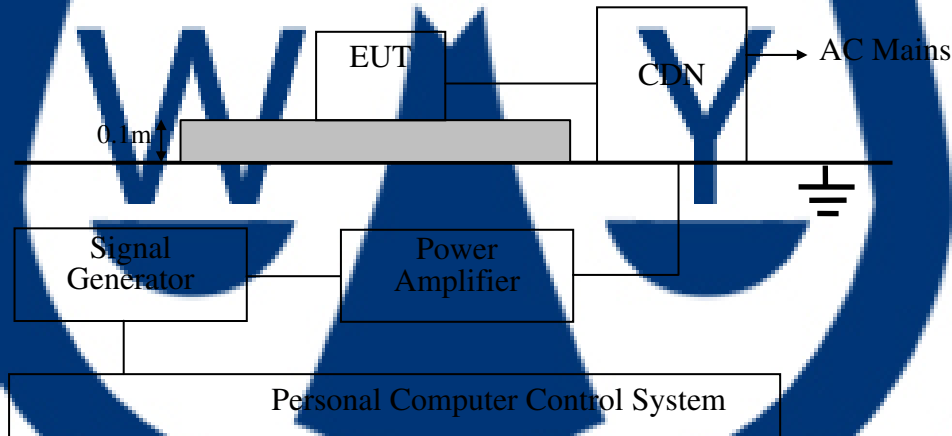 EUT
CDN
AC Mains
0.1m
Signal
Generator
Power
Amplifier
Personal Computer Control System
W
Y